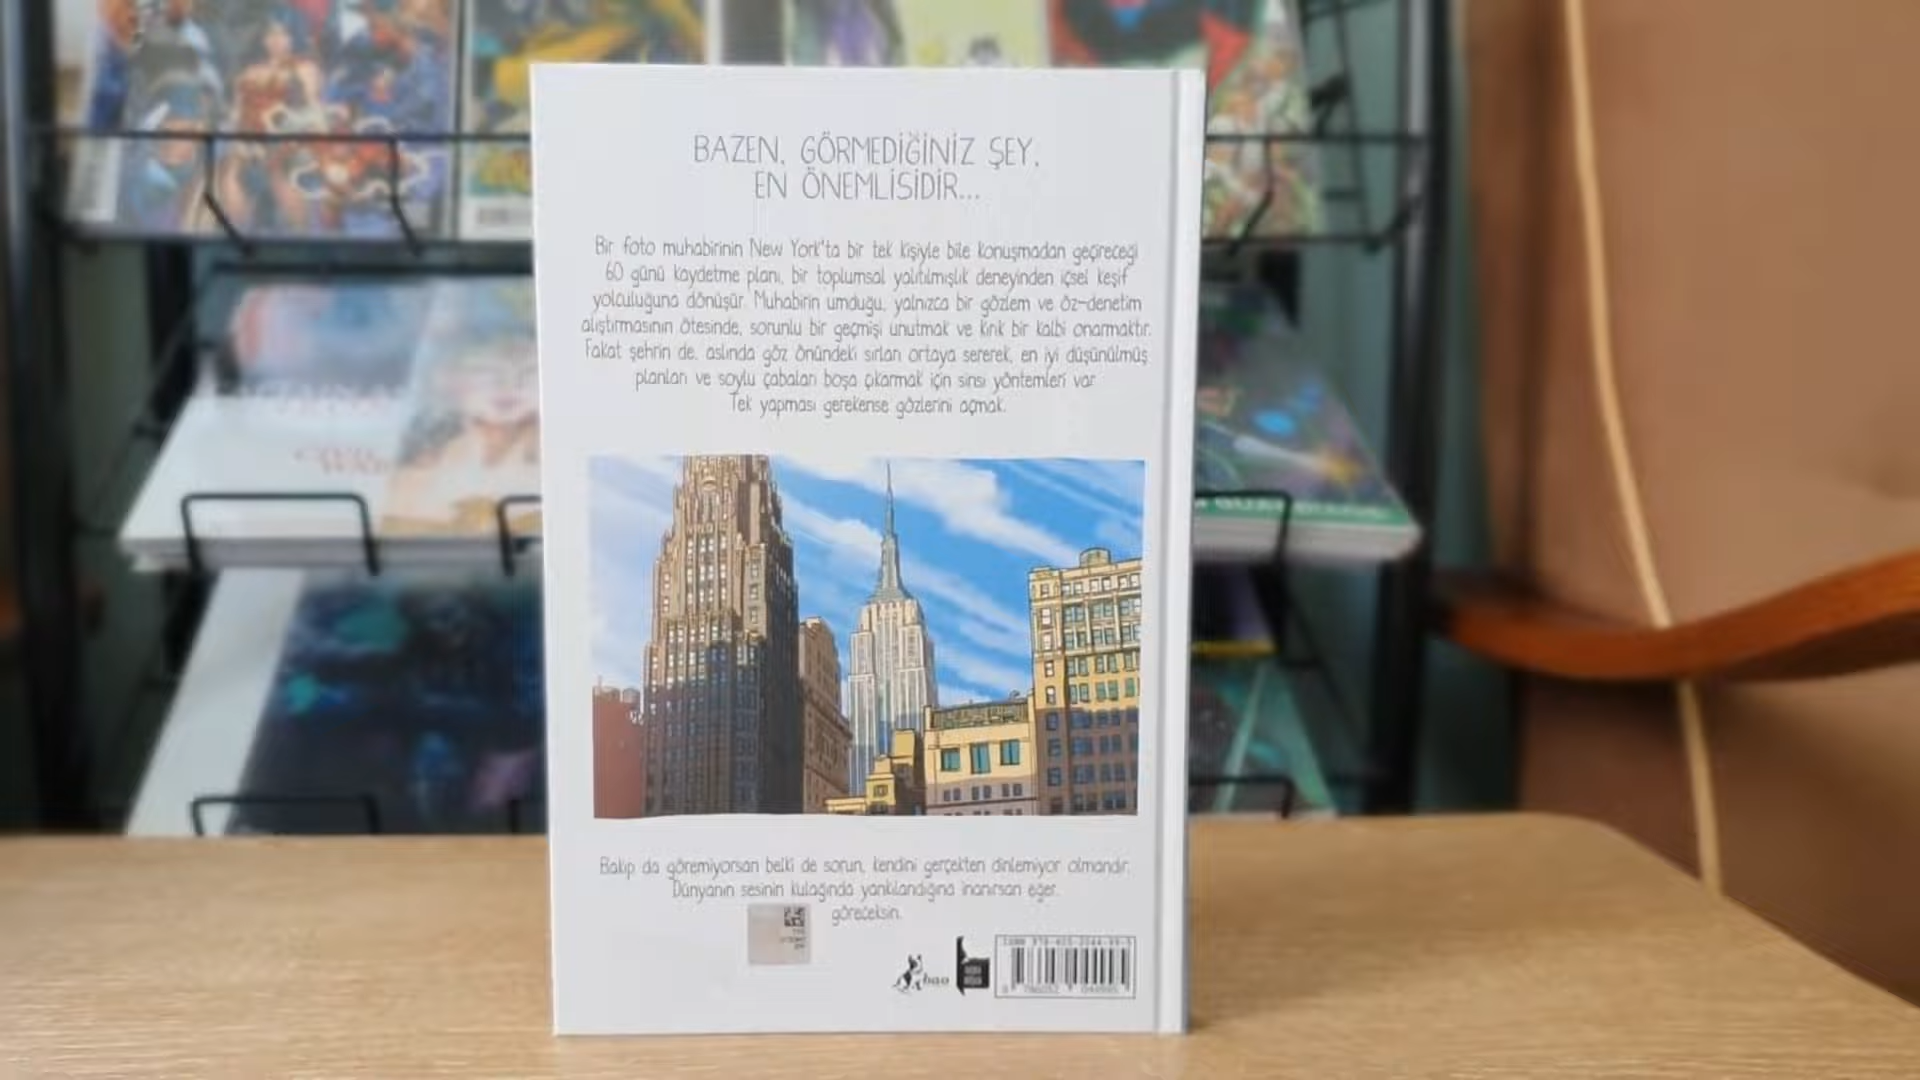 BAZEN, GÖRMEDİĞİNİZ ŞEY,
EN ÖNEMLİSİDİR...
Bir foto muhabirinin New York'ta bir tek kişiyle bile konuşmadan geçireceği
60 günü kaydetme planı, bir toplumsal yalıtılmışlık deneyinden içsel keşif
yolculuğuna dönüşür. Muhabirin umduğu, yalnızca bir gözlem ve öz-denetim
alıştırmasının ötesinde, sorunlu bir geçmişi unutmak ve kırık bir kalbi onarmaktır.
Fakat şehrin de, aslında göz önündeki sırları ortaya sererek, en iyi düşünülmüş
planları ve soylu çabaları boşa çıkarmak için sinsi yöntemleri var.
Tek yapması gerekense gözlerini açmak.
Bakıp da göremiyorsan belki de sorun, kendini gerçekten dinlemiyor olmandır.
Dünyanın sesinin kulağında yankılandığına inanırsan eğer,
göreceksin.
bao